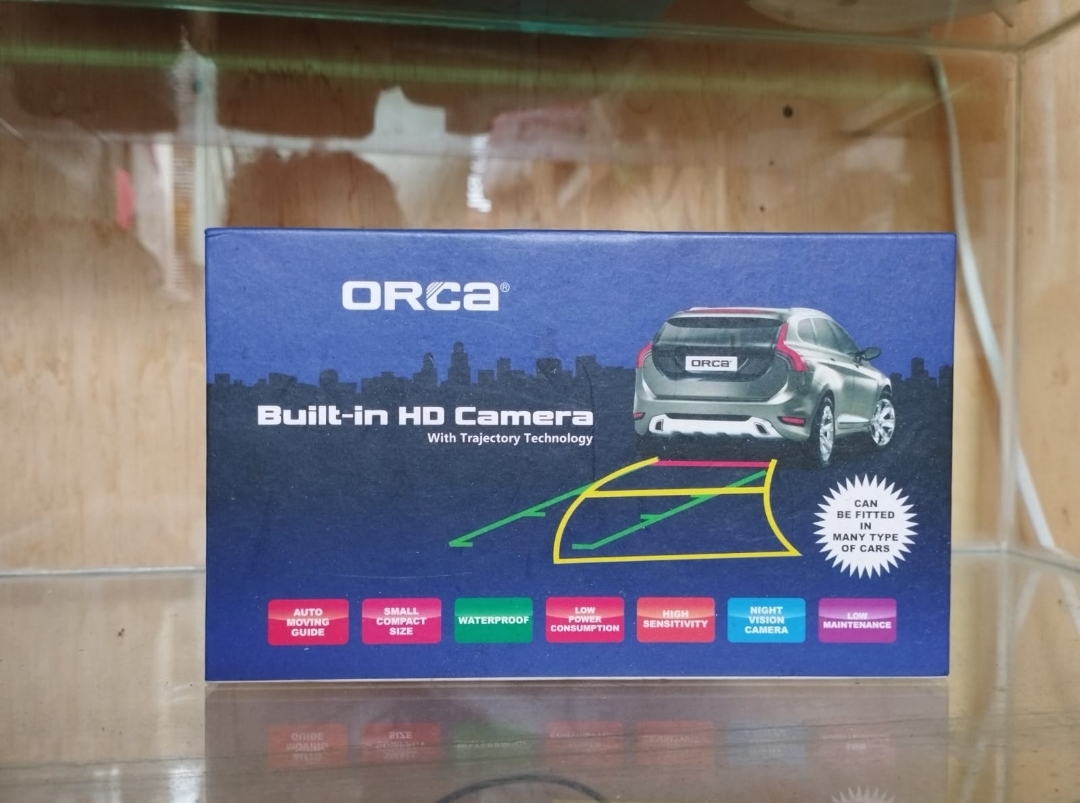 ORCA®
ORCA
Built-in HD Camera
With Trajectory Technology
CAN
BE FITTED
IN
MANY TYPE
OF CARS
AUTO
MOVING
GUIDE
SMALL
COMPACT
SIZE
WATERPROOF
LOW
POWER
CONSUMPTION
HIGH
SENSITIVITY
NIGHT
VISION
CAMERA
LOW
MAINTENANCE